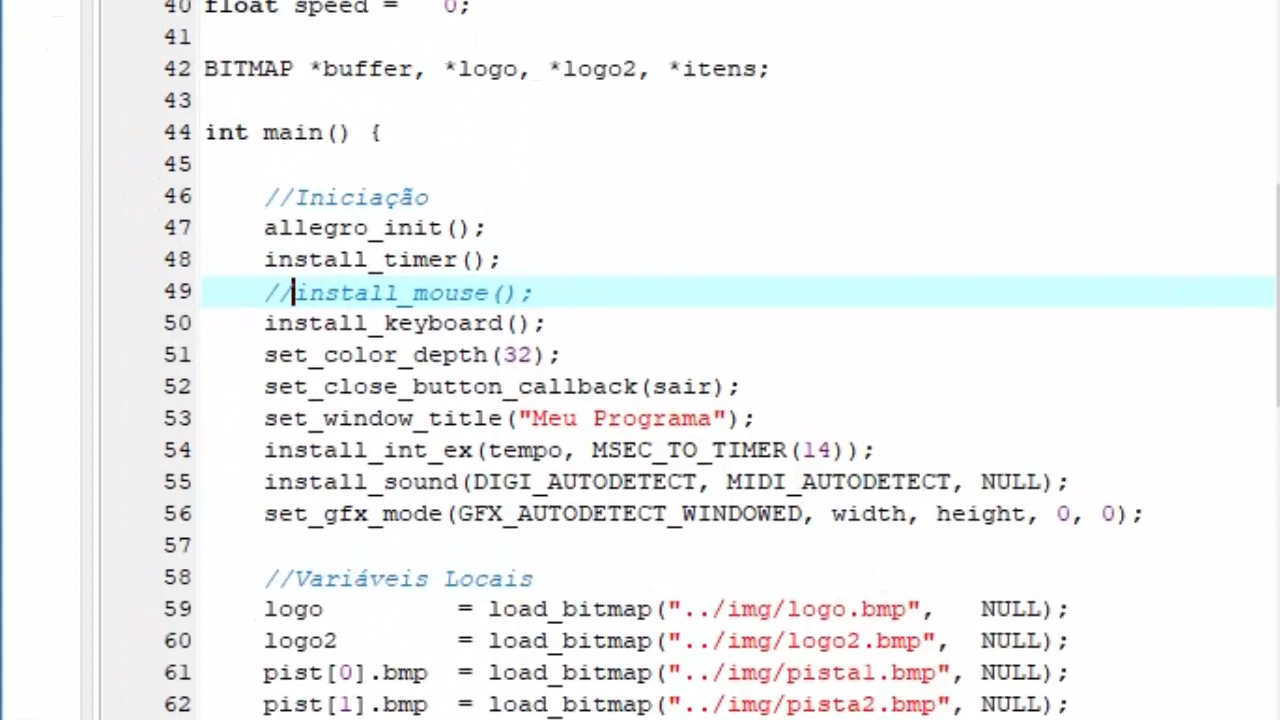 40 float speed =   0;
41
42 BITMAP *buffer, *logo, *logo2, *itens;
43
44 int main() {
45
46     //Iniciação
47     allegro_init();
48     install_timer();
49     //install_mouse();
50     install_keyboard();
51     set_color_depth(32);
52     set_close_button_callback(sair);
53     set_window_title("Meu Programa");
54     install_int_ex(tempo, MSEC_TO_TIMER(14));
55     install_sound(DIGI_AUTODETECT, MIDI_AUTODETECT, NULL);
56     set_gfx_mode(GFX_AUTODETECT_WINDOWED, width, height, 0, 0);
57
58     //Variáveis Locais
59     logo         = load_bitmap("../img/logo.bmp",   NULL);
60     logo2        = load_bitmap("../img/logo2.bmp",  NULL);
61     pist[0].bmp  = load_bitmap("../img/pista1.bmp", NULL);
62     pist[1].bmp  = load_bitmap("../img/pista2.bmp", NULL);